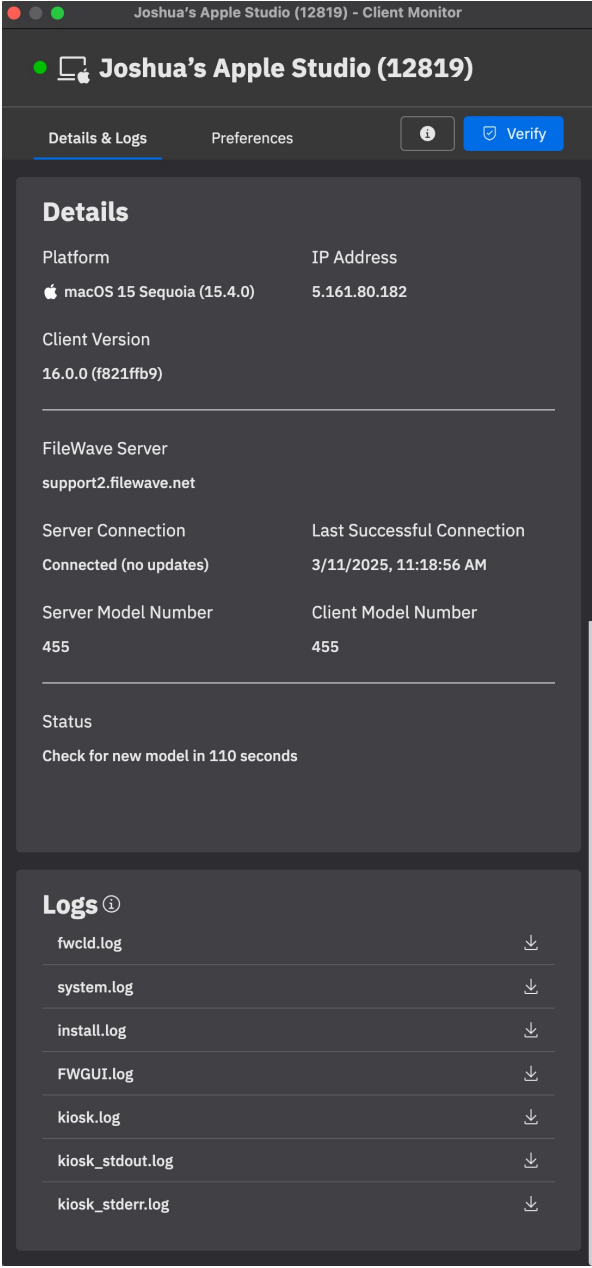 Joshua’s Apple Studio (12819) - Client Monitor
Joshua’s Apple Studio (12819)
Details & Logs
Preferences
Verify
Details
Platform
IP Address
macOS 15 Sequoia (15.4.0)
5.161.80.182
Client Version
16.0.0 (f821ffb9)
FileWave Server
support2.filewave.net
Server Connection
Last Successful Connection
Connected (no updates)
3/11/2025, 11:18:56 AM
Server Model Number
Client Model Number
455
455
Status
Check for new model in 110 seconds
Logs
fwcld.log
system.log
install.log
FWGUI.log
kiosk.log
kiosk_stdout.log
kiosk_stderr.log